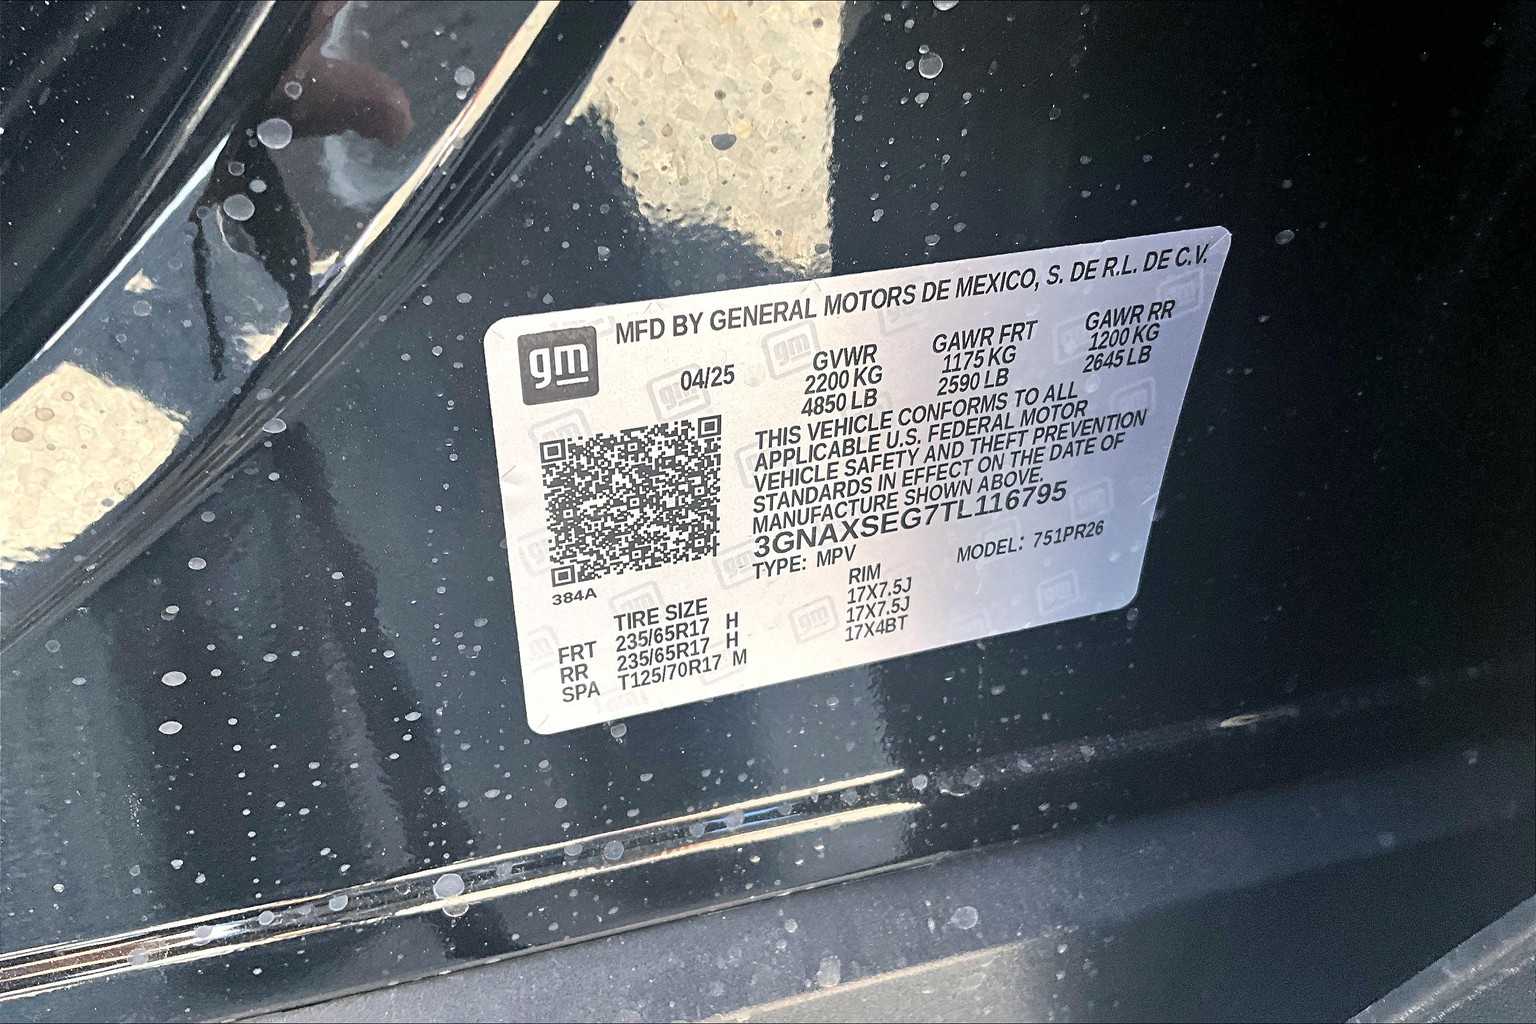 gm
MFD BY GENERAL MOTORS DE MEXICO, S. DE R.L. DE C.V.
04/25
GVWR
2200 KG
4850 LB
GAWR FRT
1175 KG
2590 LB
GAWR RR
1200 KG
2645 LB
THIS VEHICLE CONFORMS TO ALL
APPLICABLE U.S. FEDERAL MOTOR
VEHICLE SAFETY AND THEFT PREVENTION
STANDARDS IN EFFECT ON THE DATE OF
MANUFACTURE SHOWN ABOVE.
3GNAXSEG7TL116795
TYPE: MPV
MODEL: 751PR26
384A
TIRE SIZE
RIM
FRT 235/65R17 H 17X7.5J
RR 235/65R17 H 17X7.5J
SPA T125/70R17 M 17X4BT